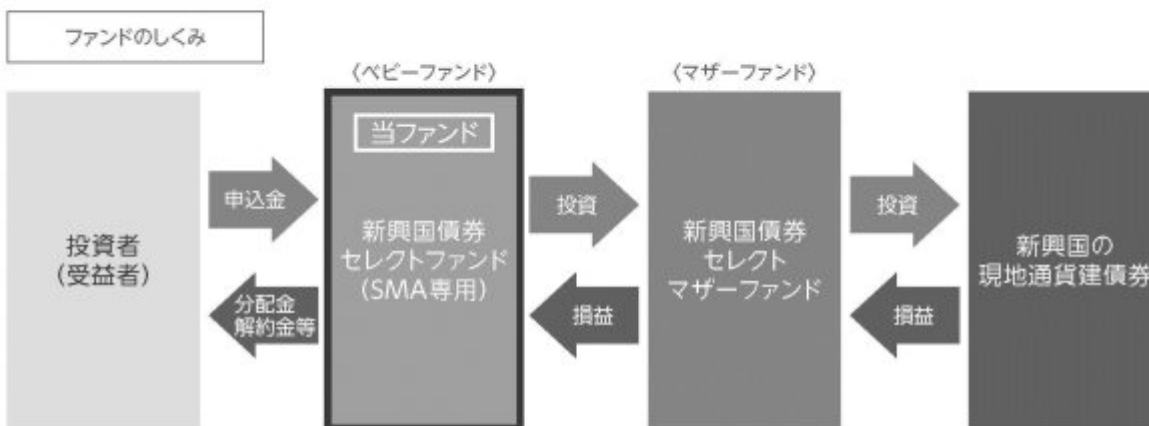 ファンドのしくみ
〈ベビーファンド〉
〈マザーファンド〉
投資者
(受益者)
申込金
分配金
解約金等
当ファンド
新興国債券
セレクトファンド
(SMA専用)
投資
損益
新興国債券
セレクト
マザーファンド
投資
損益
新興国の
現地通貨建債券